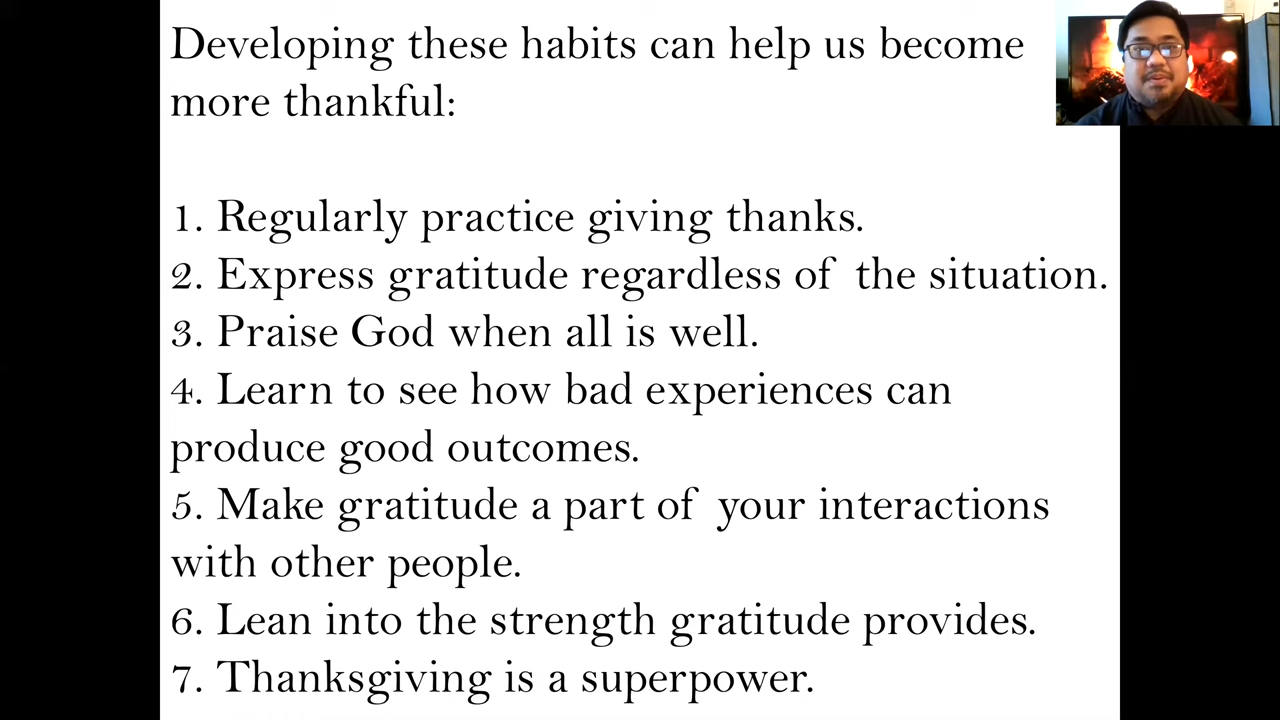 Developing these habits can help us become
more thankful:
1. Regularly practice giving thanks.
2. Express gratitude regardless of the situation.
3. Praise God when all is well.
4. Learn to see how bad experiences can
produce good outcomes.
5. Make gratitude a part of your interactions
with other people.
6. Lean into the strength gratitude provides.
7. Thanksgiving is a superpower.